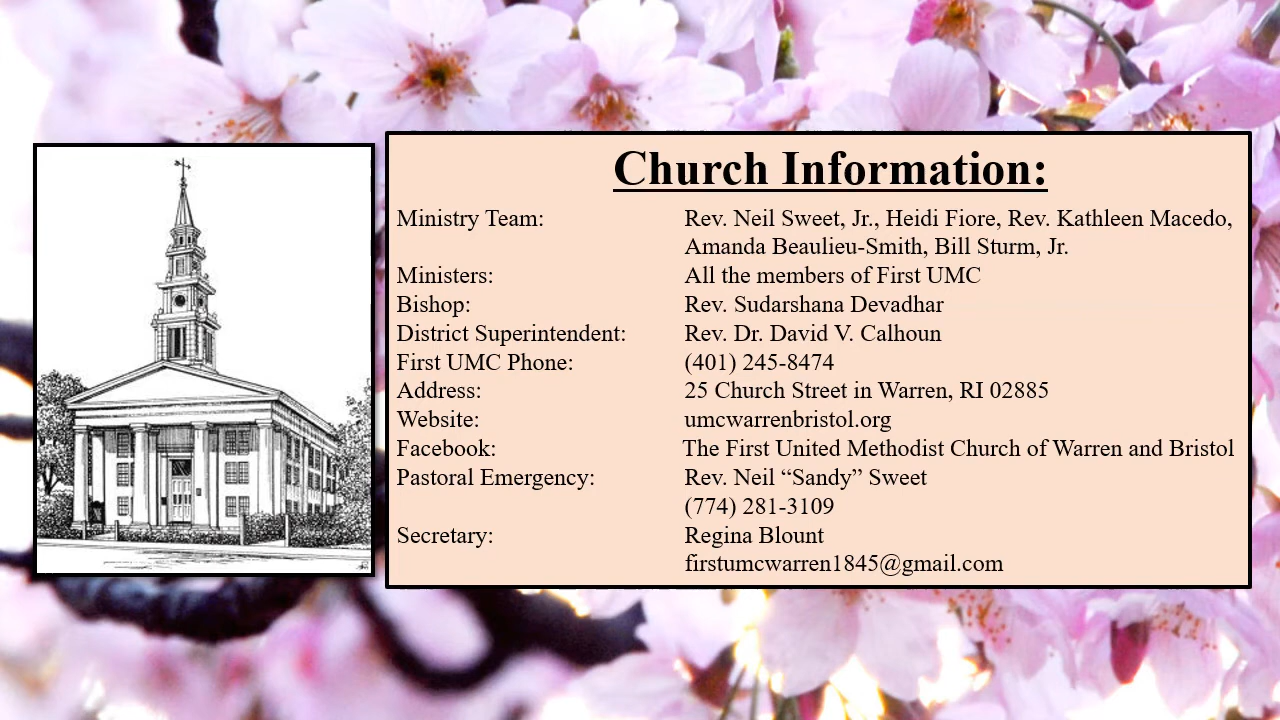 Church Information:
Ministry Team: Rev. Neil Sweet, Jr., Heidi Fiore, Rev. Kathleen Macedo,
Amanda Beaulieu-Smith, Bill Sturm, Jr.
Ministers: All the members of First UMC
Bishop: Rev. Sudarshana Devadhar
District Superintendent: Rev. Dr. David V. Calhoun
First UMC Phone: (401) 245-8474
Address: 25 Church Street in Warren, RI 02885
Website: umcwarrenbristol.org
Facebook: The First United Methodist Church of Warren and Bristol
Pastoral Emergency: Rev. Neil “Sandy” Sweet
(774) 281-3109
Secretary: Regina Blount
firstumcwarren1845@gmail.com